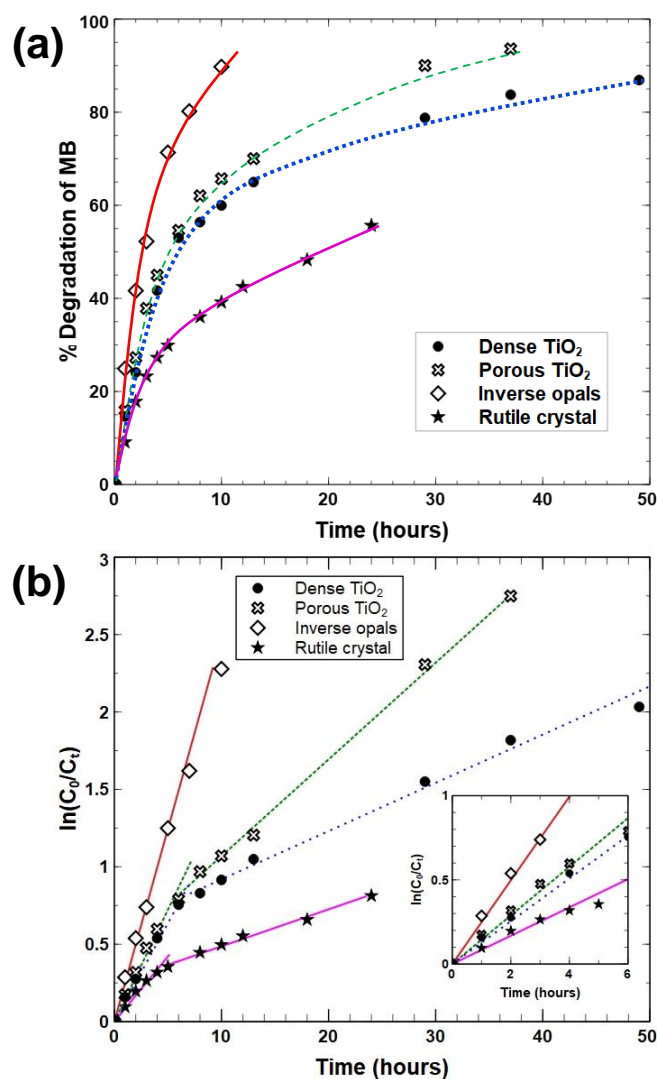 (a)
100
80
60
40
20
0
% Degradation of MB
Dense TiO₂
Porous TiO₂
Inverse opals
Rutile crystal
0 10 20 30 40 50
Time (hours)
(b)
3
2.5
2
1.5
1
0.5
0
ln(C₀/Cₜ)
Dense TiO₂
Porous TiO₂
Inverse opals
Rutile crystal
1
0.5
0
ln(C₀/Cₜ)
0 2 4 6
Time (hours)
0 10 20 30 40 50
Time (hours)